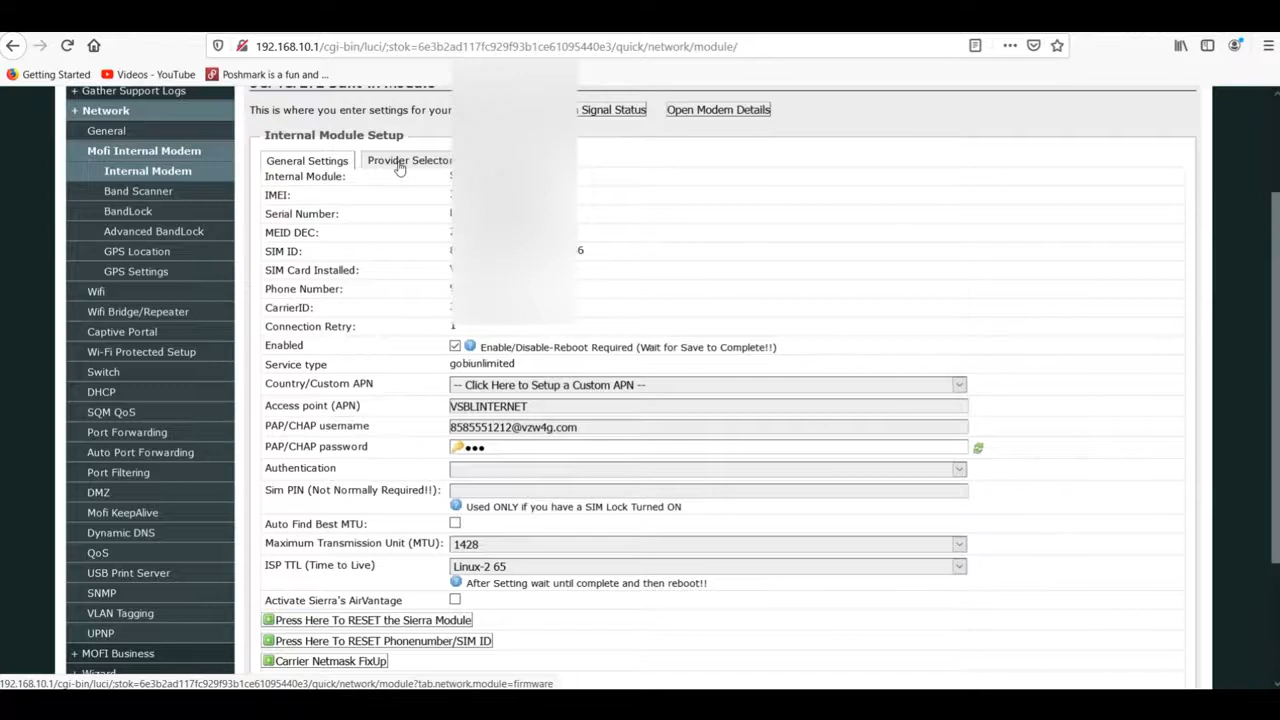 192.168.10.1/cgi-bin/luci/;stok=6e3b2ad117fc929f93b1ce61095440e3/quick/network/module/
Getting Started
Videos - YouTube
Poshmark is a fun and ...
Gather Support Logs
+ Network
General
Mofi Internal Modem
Internal Modem
Band Scanner
BandLock
Advanced BandLock
GPS Location
GPS Settings
Wifi
Wifi Bridge/Repeater
Captive Portal
Wi-Fi Protected Setup
Switch
DHCP
SQM QoS
Port Forwarding
Auto Port Forwarding
Port Filtering
DMZ
Mofi KeepAlive
Dynamic DNS
QoS
USB Print Server
SNMP
VLAN Tagging
UPNP
+ MOFI Business
This is where you enter settings for your
Signal Status
Open Modem Details
Internal Module Setup
General Settings
Provider Selector
Internal Module:
IMEI:
Serial Number:
MEID DEC:
SIM ID: 8 6
SIM Card Installed:
Phone Number:
CarrierID:
Connection Retry: 1
Enabled Enable/Disable-Reboot Required (Wait for Save to Complete!!)
Service type gobiunlimited
Country/Custom APN -- Click Here to Setup a Custom APN --
Access point (APN) VSBLINTERNET
PAP/CHAP username 8585551212@vzw4g.com
PAP/CHAP password ●●●
Authentication
Sim PIN (Not Normally Required!!):
Used ONLY if you have a SIM Lock Turned ON
Auto Find Best MTU:
Maximum Transmission Unit (MTU): 1428
ISP TTL (Time to Live) Linux-2 65
After Setting wait until complete and then reboot!!
Activate Sierra's AirVantage
Press Here To RESET the Sierra Module
Press Here To RESET Phonenumber/SIM ID
Carrier Netmask FixUp
192.168.10.1/cgi-bin/luci/;stok=6e3b2ad117fc929f93b1ce61095440e3/quick/network/module?tab.network.module=firmware